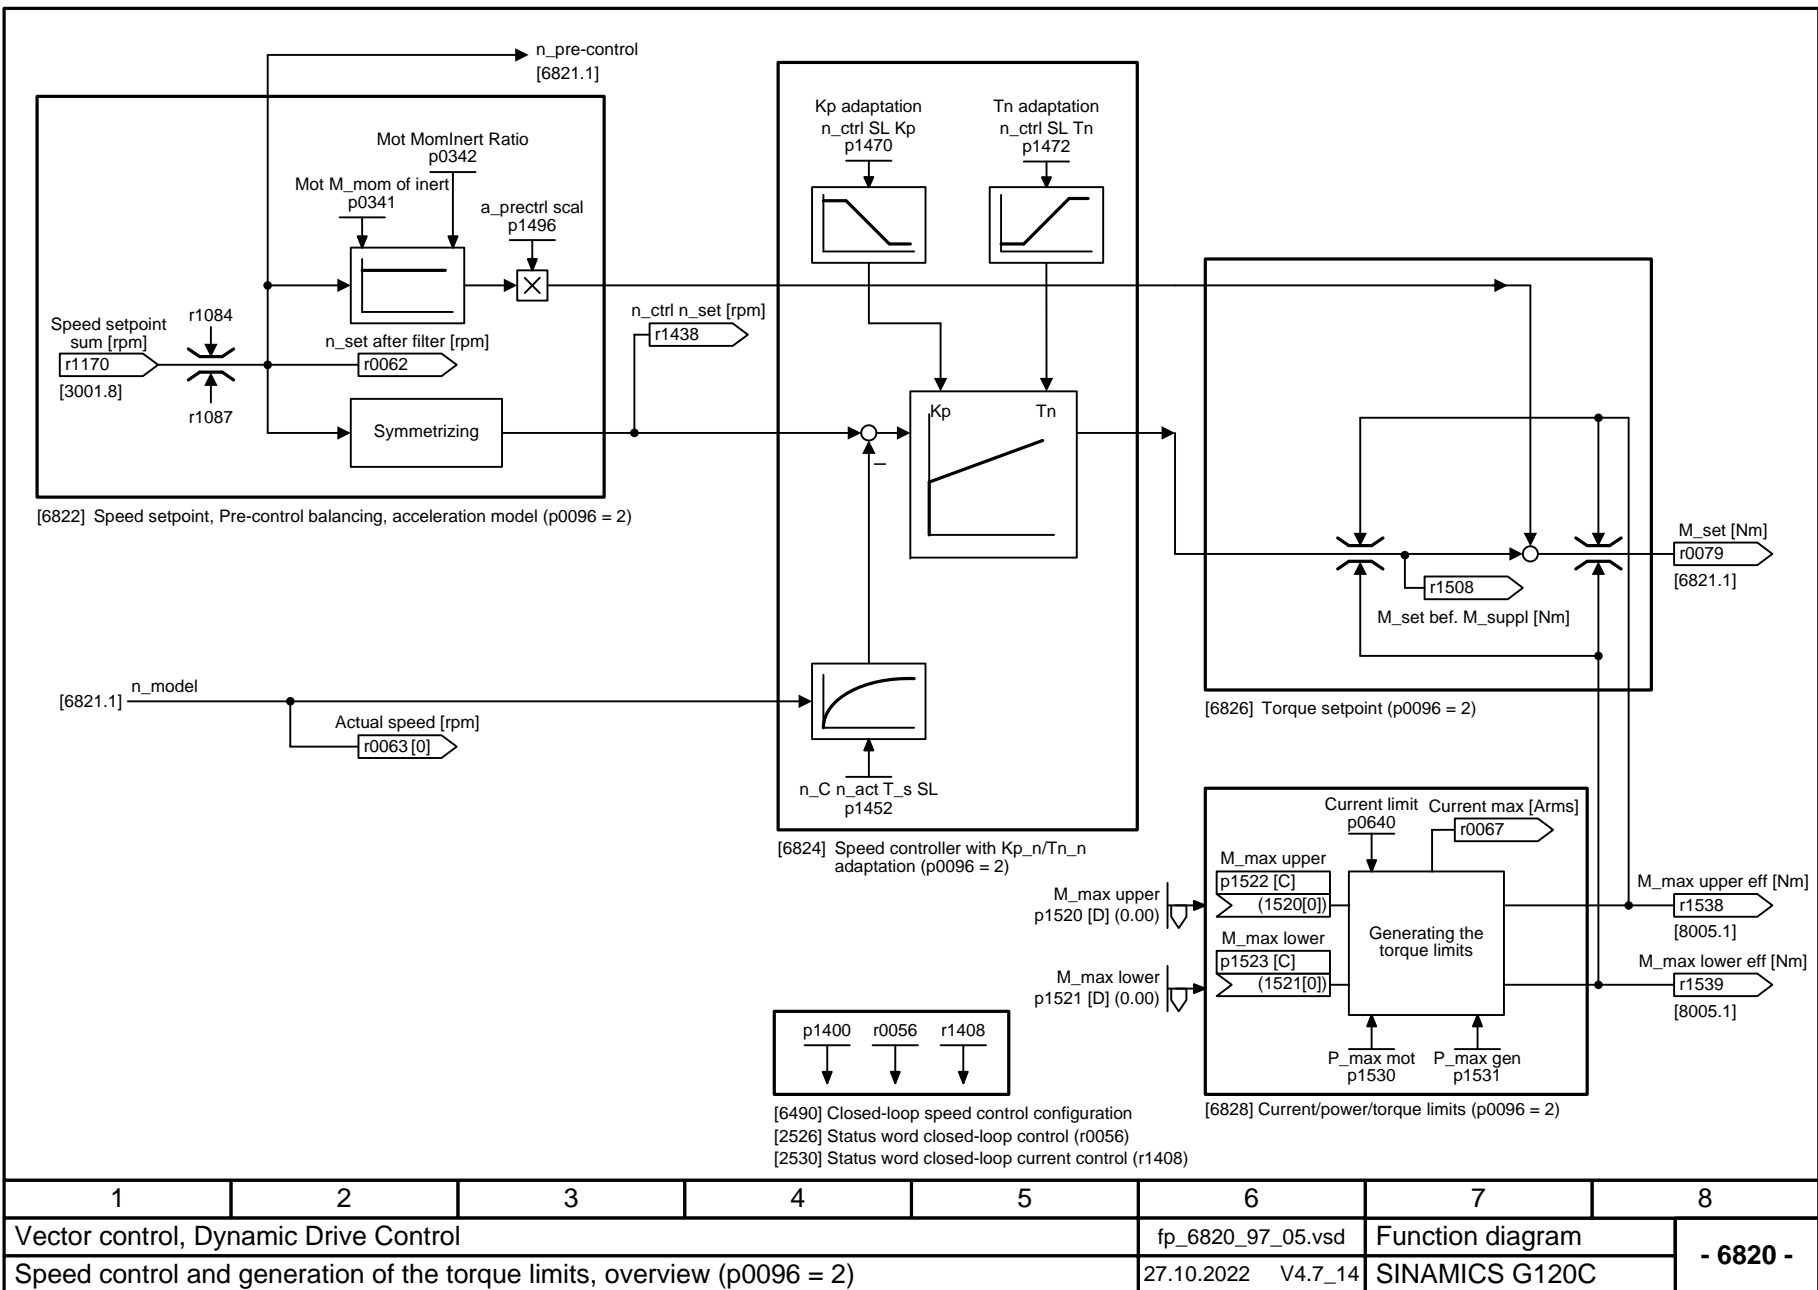 n_pre-control
[6821.1]
Mot MomInert Ratio
p0342
Mot M_mom of inert
p0341
a_prectrl scal
p1496
Speed setpoint
sum [rpm]
r1170
[3001.8]
r1084
r1087
n_set after filter [rpm]
r0062
Symmetrizing
n_ctrl n_set [rpm]
r1438
[6822] Speed setpoint, Pre-control balancing, acceleration model (p0096 = 2)
Kp adaptation
n_ctrl SL Kp
p1470
Tn adaptation
n_ctrl SL Tn
p1472
Kp
Tn
–
[6821.1]
n_model
Actual speed [rpm]
r0063 [0]
n_C n_act T_s SL
p1452
[6824] Speed controller with Kp_n/Tn_n
adaptation (p0096 = 2)
r1508
M_set bef. M_suppl [Nm]
M_set [Nm]
r0079
[6821.1]
[6826] Torque setpoint (p0096 = 2)
Current limit
p0640
Current max [Arms]
r0067
M_max upper
p1520 [D] (0.00)
M_max upper
p1522 [C]
(1520[0])
M_max lower
p1521 [D] (0.00)
M_max lower
p1523 [C]
(1521[0])
Generating the
torque limits
P_max mot
p1530
P_max gen
p1531
M_max upper eff [Nm]
r1538
[8005.1]
M_max lower eff [Nm]
r1539
[8005.1]
[6828] Current/power/torque limits (p0096 = 2)
p1400 r0056 r1408
[6490] Closed-loop speed control configuration
[2526] Status word closed-loop control (r0056)
[2530] Status word closed-loop current control (r1408)
1 2 3 4 5 6 7 8
Vector control, Dynamic Drive Control
fp_6820_97_05.vsd
Function diagram
- 6820 -
Speed control and generation of the torque limits, overview (p0096 = 2)
27.10.2022 V4.7_14
SINAMICS G120C